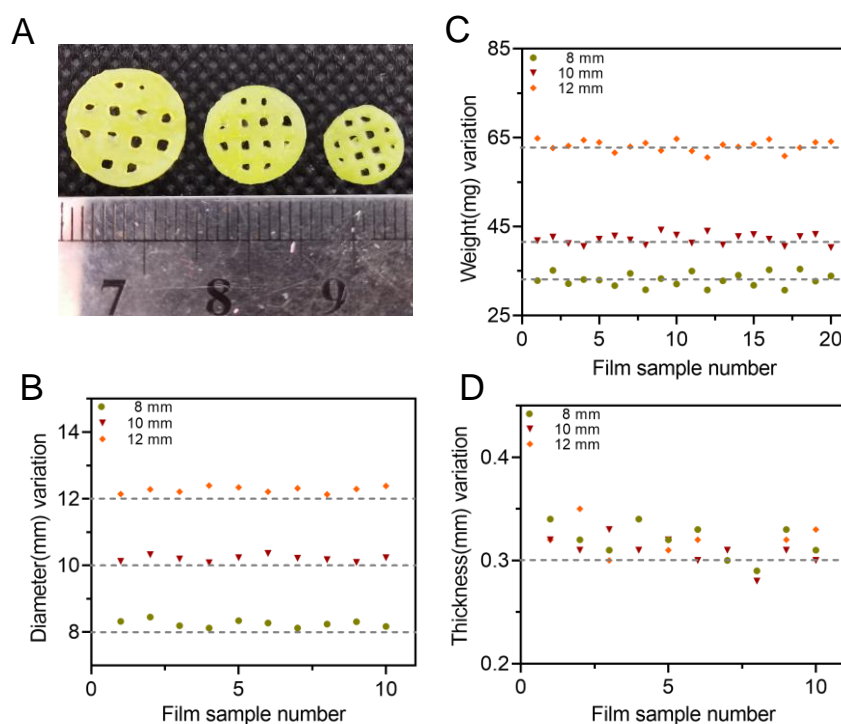 A
7 8 9
B
8 mm
10 mm
12 mm
Diameter(mm) variation
14
12
10
8
0 5 10
Film sample number
C
8 mm
10 mm
12 mm
Weight(mg) variation
85
65
45
25
0 5 10 15 20
Film sample number
D
8 mm
10 mm
12 mm
Thickness(mm) variation
0.4
0.3
0.2
0 5 10
Film sample number